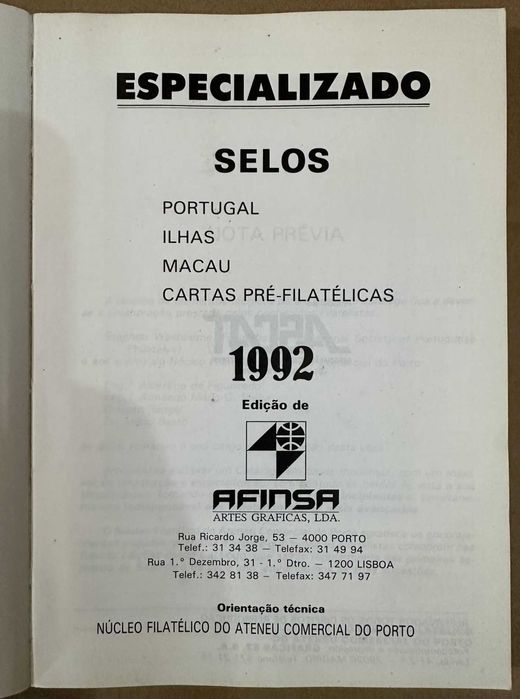 ESPECIALIZADO
SELOS
PORTUGAL
ILHAS
MACAU
CARTAS PRÉ-FILATÉLICAS
1992
Edição de
AFINSA
ARTES GRAFICAS, LDA.
Rua Ricardo Jorge, 53 — 4000 PORTO
Telef.: 31 34 38 — Telefax: 31 49 94
Rua 1.º Dezembro, 31 - 1.º Dtro. — 1200 LISBOA
Telef.: 342 81 38 — Telefax: 347 71 97
Orientação técnica
NÚCLEO FILATÉLICO DO ATENEU COMERCIAL DO PORTO